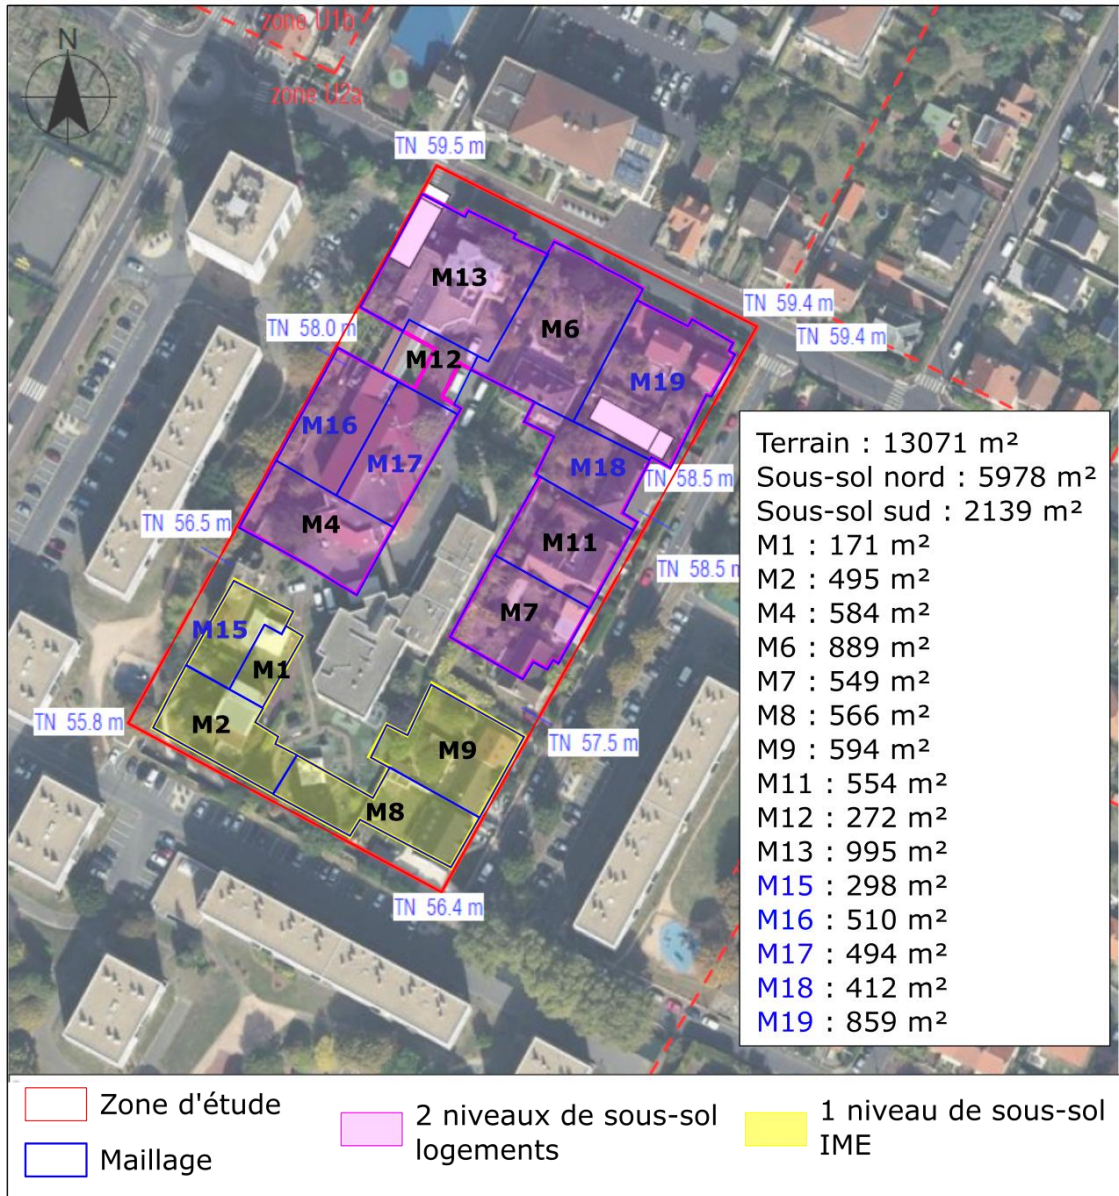 zone U1b
N
zone U2a
TN 59.5 m
M13
TN 59.4 m
TN 58.0 m
M6
TN 59.4 m
M12
M19
M16
M17
M18
TN 58.5 m
TN 56.5 m
M4
M11
TN 58.5 m
M7
M15
M1
M2
TN 55.8 m
M9
TN 57.5 m
M8
TN 56.4 m
Terrain : 13071 m²
Sous-sol nord : 5978 m²
Sous-sol sud : 2139 m²
M1 : 171 m²
M2 : 495 m²
M4 : 584 m²
M6 : 889 m²
M7 : 549 m²
M8 : 566 m²
M9 : 594 m²
M11 : 554 m²
M12 : 272 m²
M13 : 995 m²
M15 : 298 m²
M16 : 510 m²
M17 : 494 m²
M18 : 412 m²
M19 : 859 m²
Zone d'étude
Maillage
2 niveaux de sous-sol
logements
1 niveau de sous-sol
IME